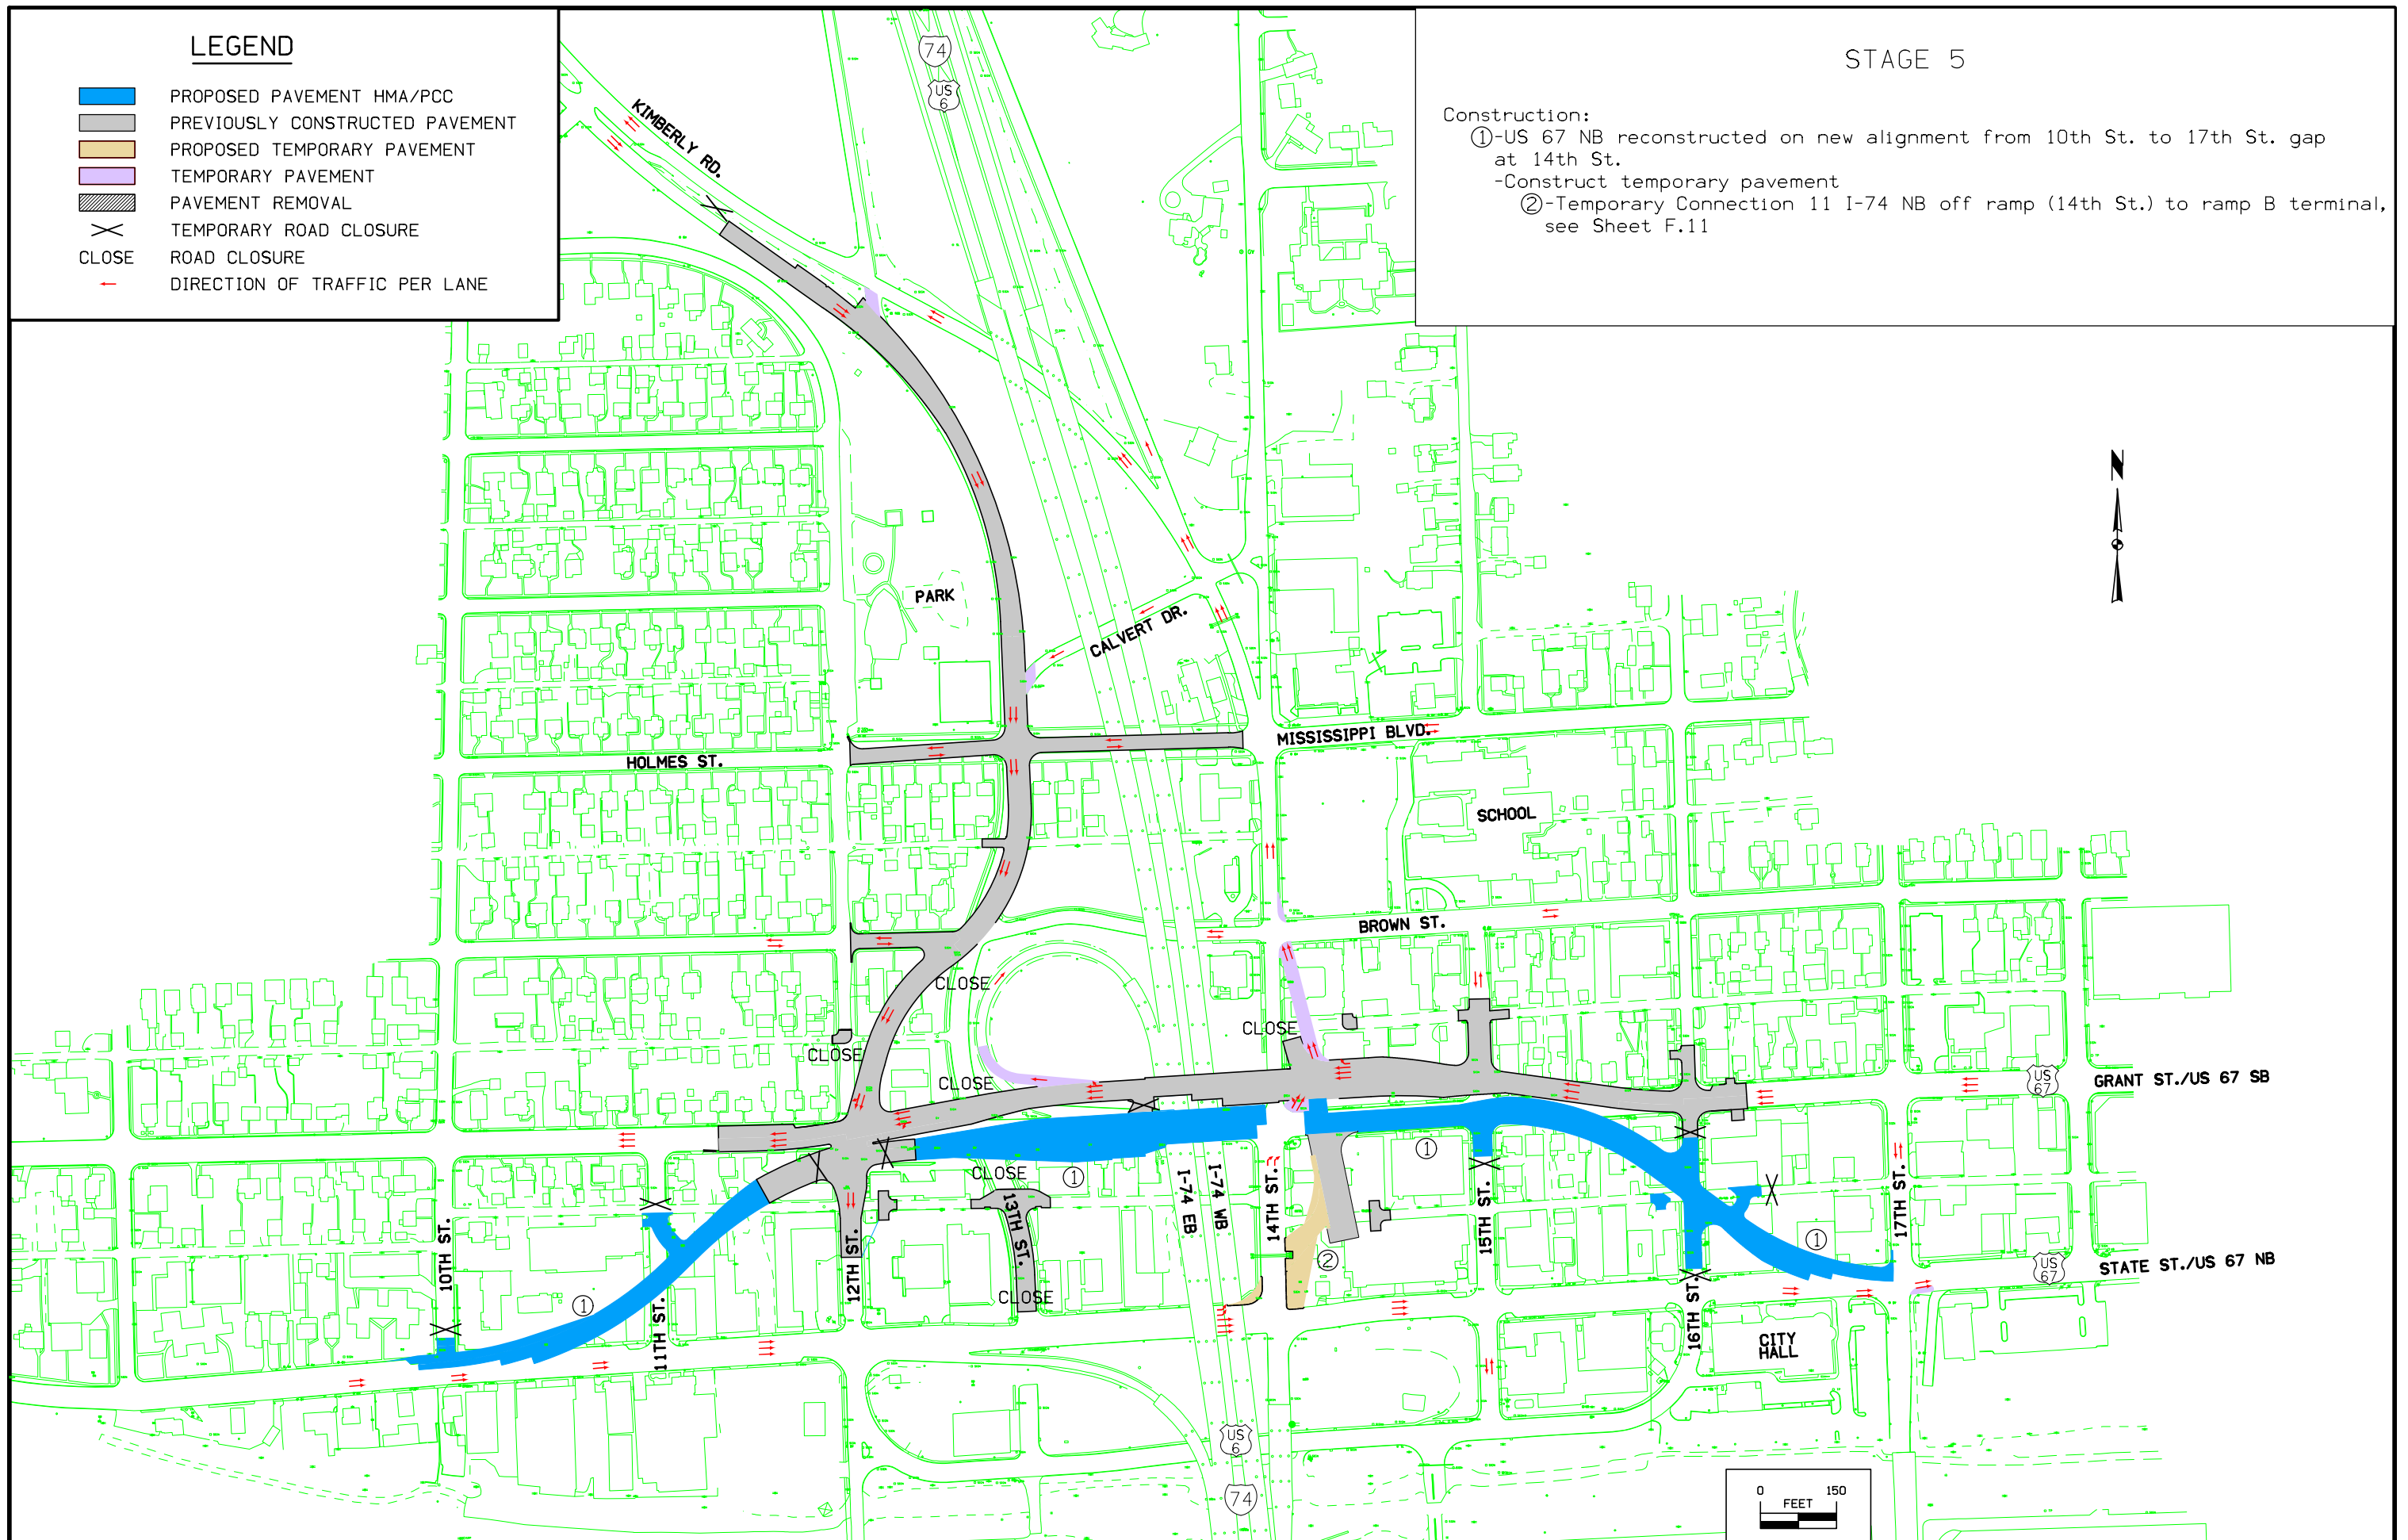 LEGEND
PROPOSED PAVEMENT HMA/PCC
PREVIOUSLY CONSTRUCTED PAVEMENT
PROPOSED TEMPORARY PAVEMENT
TEMPORARY PAVEMENT
PAVEMENT REMOVAL
TEMPORARY ROAD CLOSURE
CLOSE ROAD CLOSURE
DIRECTION OF TRAFFIC PER LANE
STAGE 5
Construction:
①-US 67 NB reconstructed on new alignment from 10th St. to 17th St. gap
at 14th St.
-Construct temporary pavement
②-Temporary Connection 11 I-74 NB off ramp (14th St.) to ramp B terminal,
see Sheet F.11
74
US
6
KIMBERLY RD.
N
PARK
CALVERT DR.
MISSISSIPPI BLVD.
HOLMES ST.
SCHOOL
BROWN ST.
CLOSE
CLOSE
CLOSE
CLOSE
US
67
GRANT ST./US 67 SB
①
①
CLOSE
I-74 EB
I-74 WB
14TH ST.
13TH ST.
15TH ST.
17TH ST.
10TH ST.
12TH ST.
①
②
US
67
STATE ST./US 67 NB
CLOSE
①
11TH ST.
16TH ST.
CITY
HALL
US
6
74
0 150
FEET